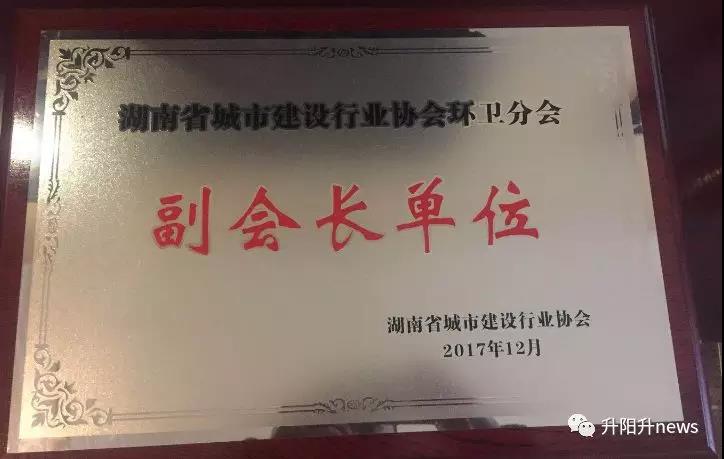 湖南省城市建设行业协会环卫分会
副会长单位
湖南省城市建设行业协会
2017年12月
升阳升news